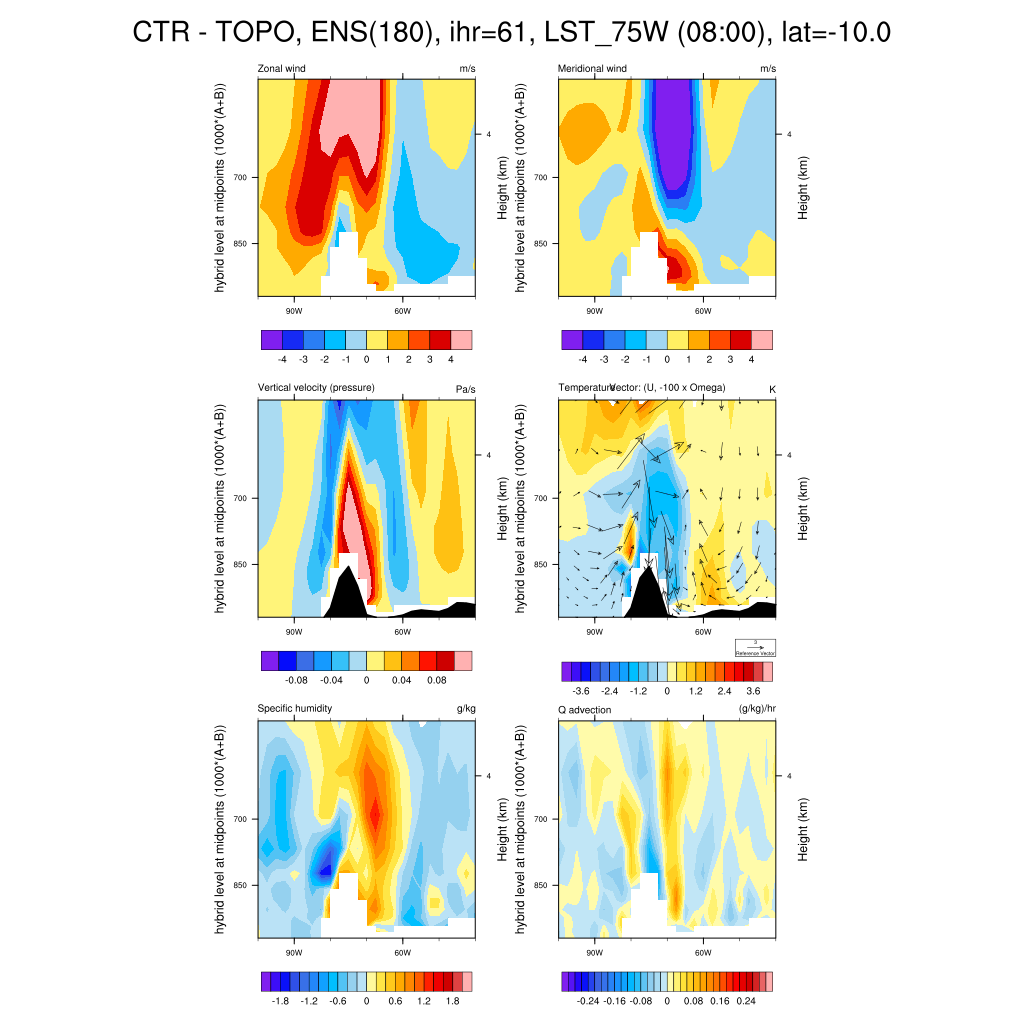 CTR - TOPO, ENS(180), ihr=61, LST_75W (08:00), lat=-10.0
Zonal wind m/s
hybrid level at midpoints (1000*(A+B))
700
850
4
Height (km)
90W 60W
-4 -3 -2 -1 0 1 2 3 4
Meridional wind m/s
hybrid level at midpoints (1000*(A+B))
700
850
4
Height (km)
90W 60W
-4 -3 -2 -1 0 1 2 3 4
Vertical velocity (pressure) Pa/s
hybrid level at midpoints (1000*(A+B))
700
850
4
Height (km)
90W 60W
-0.08 -0.04 0 0.04 0.08
Temperature Vector: (U, -100 x Omega) K
hybrid level at midpoints (1000*(A+B))
700
850
4
Height (km)
90W 60W
3
Reference Vector
-3.6 -2.4 -1.2 0 1.2 2.4 3.6
Specific humidity g/kg
hybrid level at midpoints (1000*(A+B))
700
850
4
Height (km)
90W 60W
-1.8 -1.2 -0.6 0 0.6 1.2 1.8
Q advection (g/kg)/hr
hybrid level at midpoints (1000*(A+B))
700
850
4
Height (km)
90W 60W
-0.24 -0.16 -0.08 0 0.08 0.16 0.24